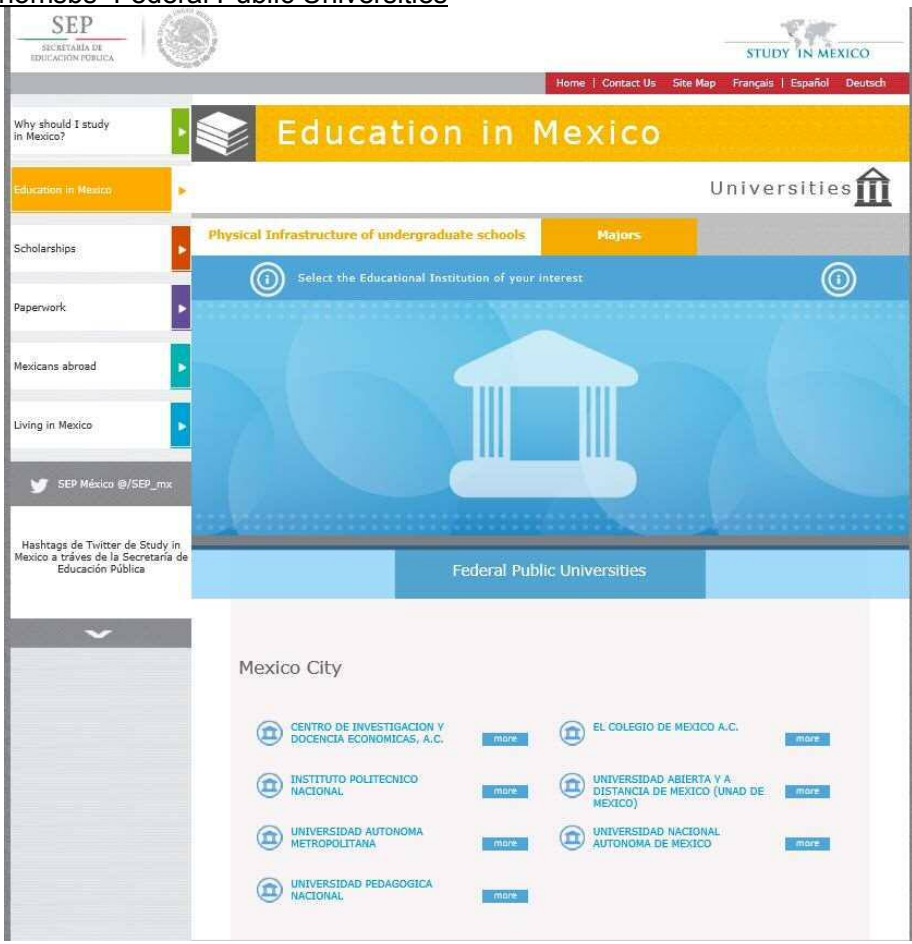 Federal Public Universities
SEP
SECRETARÍA DE
EDUCACIÓN PÚBLICA
STUDY IN MEXICO
Home | Contact Us Site Map Français | Español Deutsch
Why should I study
in Mexico?
Education in Mexico
Scholarships
Paperwork
Mexicans abroad
Living in Mexico
SEP México @/SEP_mx
Hashtags de Twitter de Study in
Mexico a tráves de la Secretaría de
Educación Pública
Education in Mexico
Universities
Physical Infrastructure of undergraduate schools Majors
Select the Educational Institution of your interest
Federal Public Universities
Mexico City
CENTRO DE INVESTIGACION Y
DOCENCIA ECONOMICAS, A.C.
more
EL COLEGIO DE MEXICO A.C.
more
INSTITUTO POLITECNICO
NACIONAL
more
UNIVERSIDAD ABIERTA Y A
DISTANCIA DE MEXICO (UNAD DE
MEXICO)
more
UNIVERSIDAD AUTONOMA
METROPOLITANA
more
UNIVERSIDAD NACIONAL
AUTONOMA DE MEXICO
more
UNIVERSIDAD PEDAGOGICA
NACIONAL
more